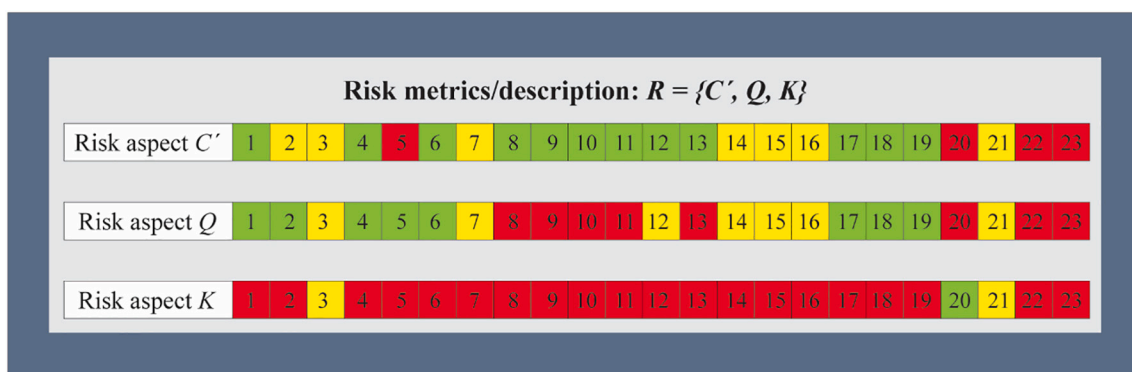 Risk metrics/description: R = {C´, Q, K}
Risk aspect C´ 1 2 3 4 5 6 7 8 9 10 11 12 13 14 15 16 17 18 19 20 21 22 23
Risk aspect Q 1 2 3 4 5 6 7 8 9 10 11 12 13 14 15 16 17 18 19 20 21 22 23
Risk aspect K 1 2 3 4 5 6 7 8 9 10 11 12 13 14 15 16 17 18 19 20 21 22 23